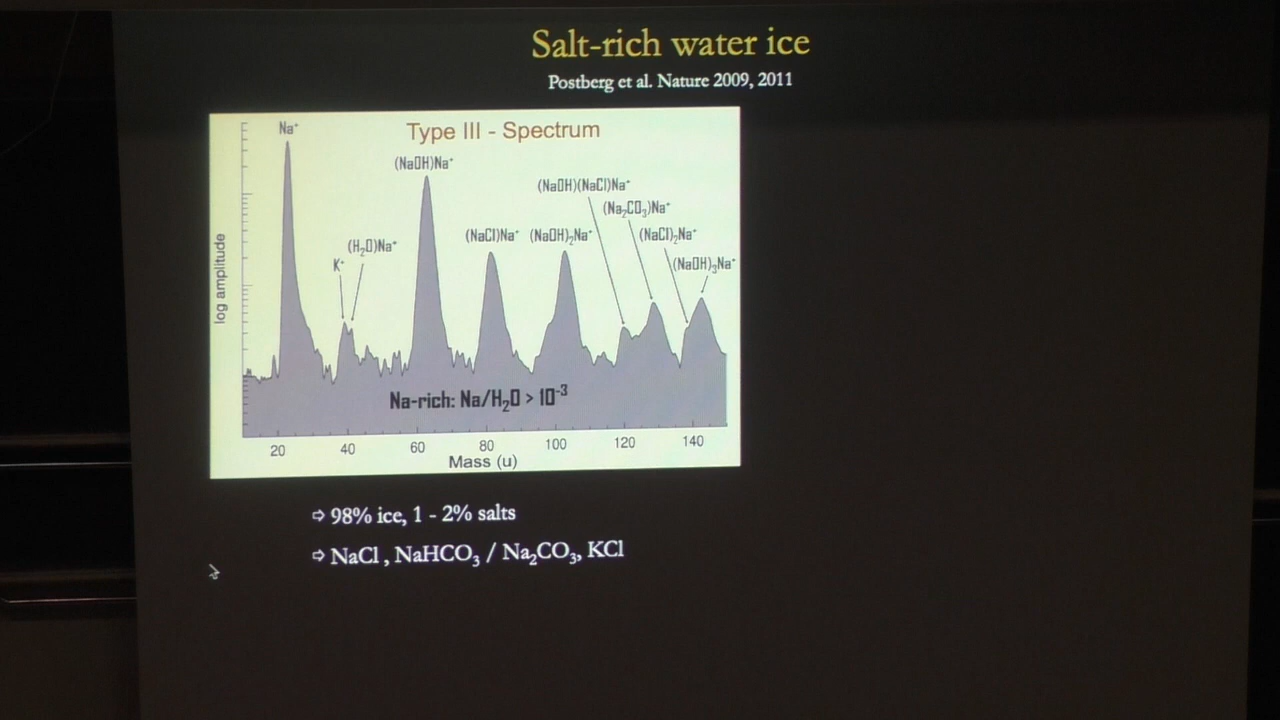 Salt-rich water ice
Postberg et al. Nature 2009, 2011
Type III - Spectrum
Na⁺
(NaOH)Na⁺
(NaOH)(NaCl)Na⁺
(Na₂CO₃)Na⁺
(H₂O)Na⁺
K⁺
(NaCl)Na⁺
(NaOH)₂Na⁺
(NaCl)₂Na⁺
(NaOH)₃Na⁺
log amplitude
Na-rich: Na/H₂O > 10⁻³
20 40 60 80 100 120 140
Mass (u)
⇨ 98% ice, 1 - 2% salts
⇨ NaCl , NaHCO₃ / Na₂CO₃, KCl